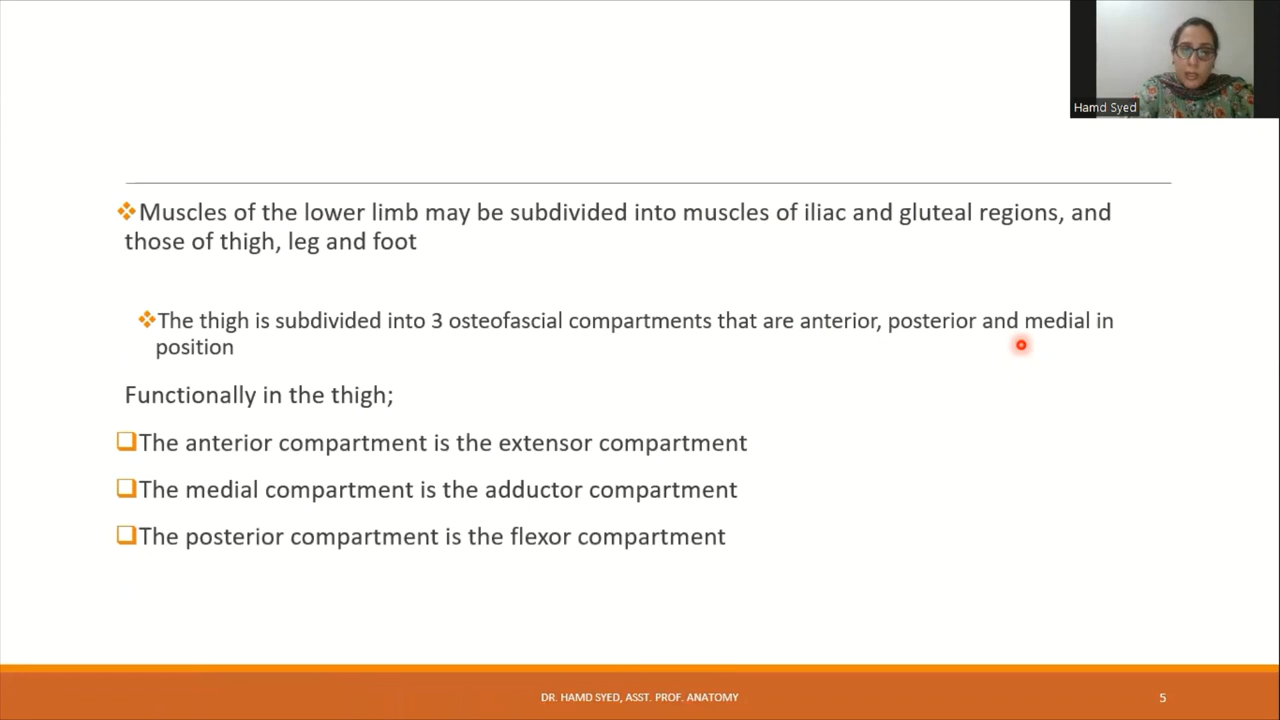 Hamd Syed
Muscles of the lower limb may be subdivided into muscles of iliac and gluteal regions, and
those of thigh, leg and foot
The thigh is subdivided into 3 osteofascial compartments that are anterior, posterior and medial in
position
Functionally in the thigh;
The anterior compartment is the extensor compartment
The medial compartment is the adductor compartment
The posterior compartment is the flexor compartment
DR. HAMD SYED, ASST. PROF. ANATOMY
5